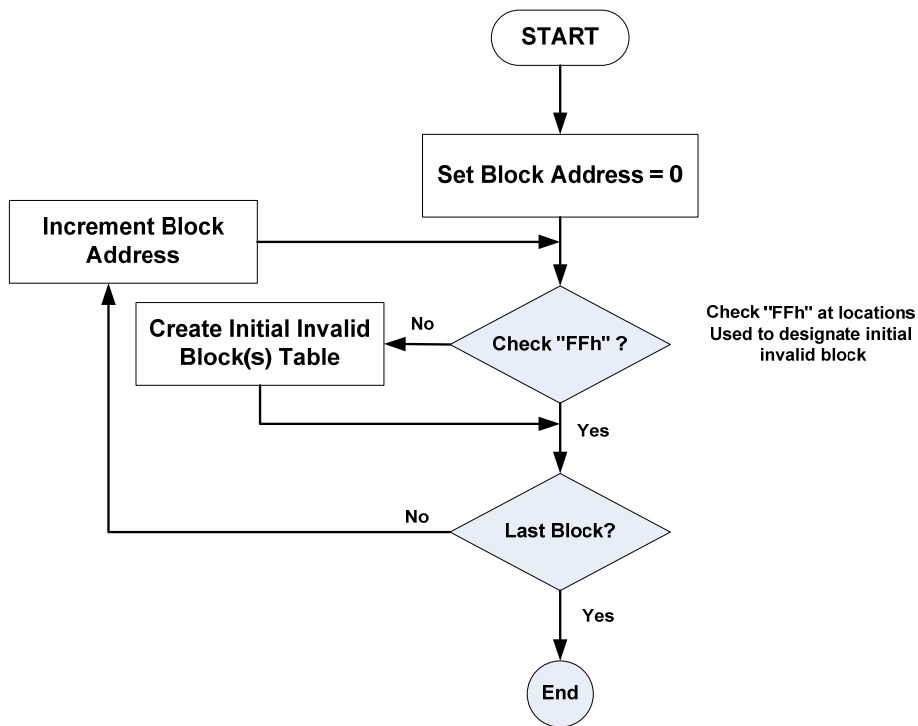 START
Set Block Address = 0
Increment Block
Address
Create Initial Invalid
Block(s) Table
No
Check "FFh" ?
Check "FFh" at locations
Used to designate initial
invalid block
Yes
No
Last Block?
Yes
End